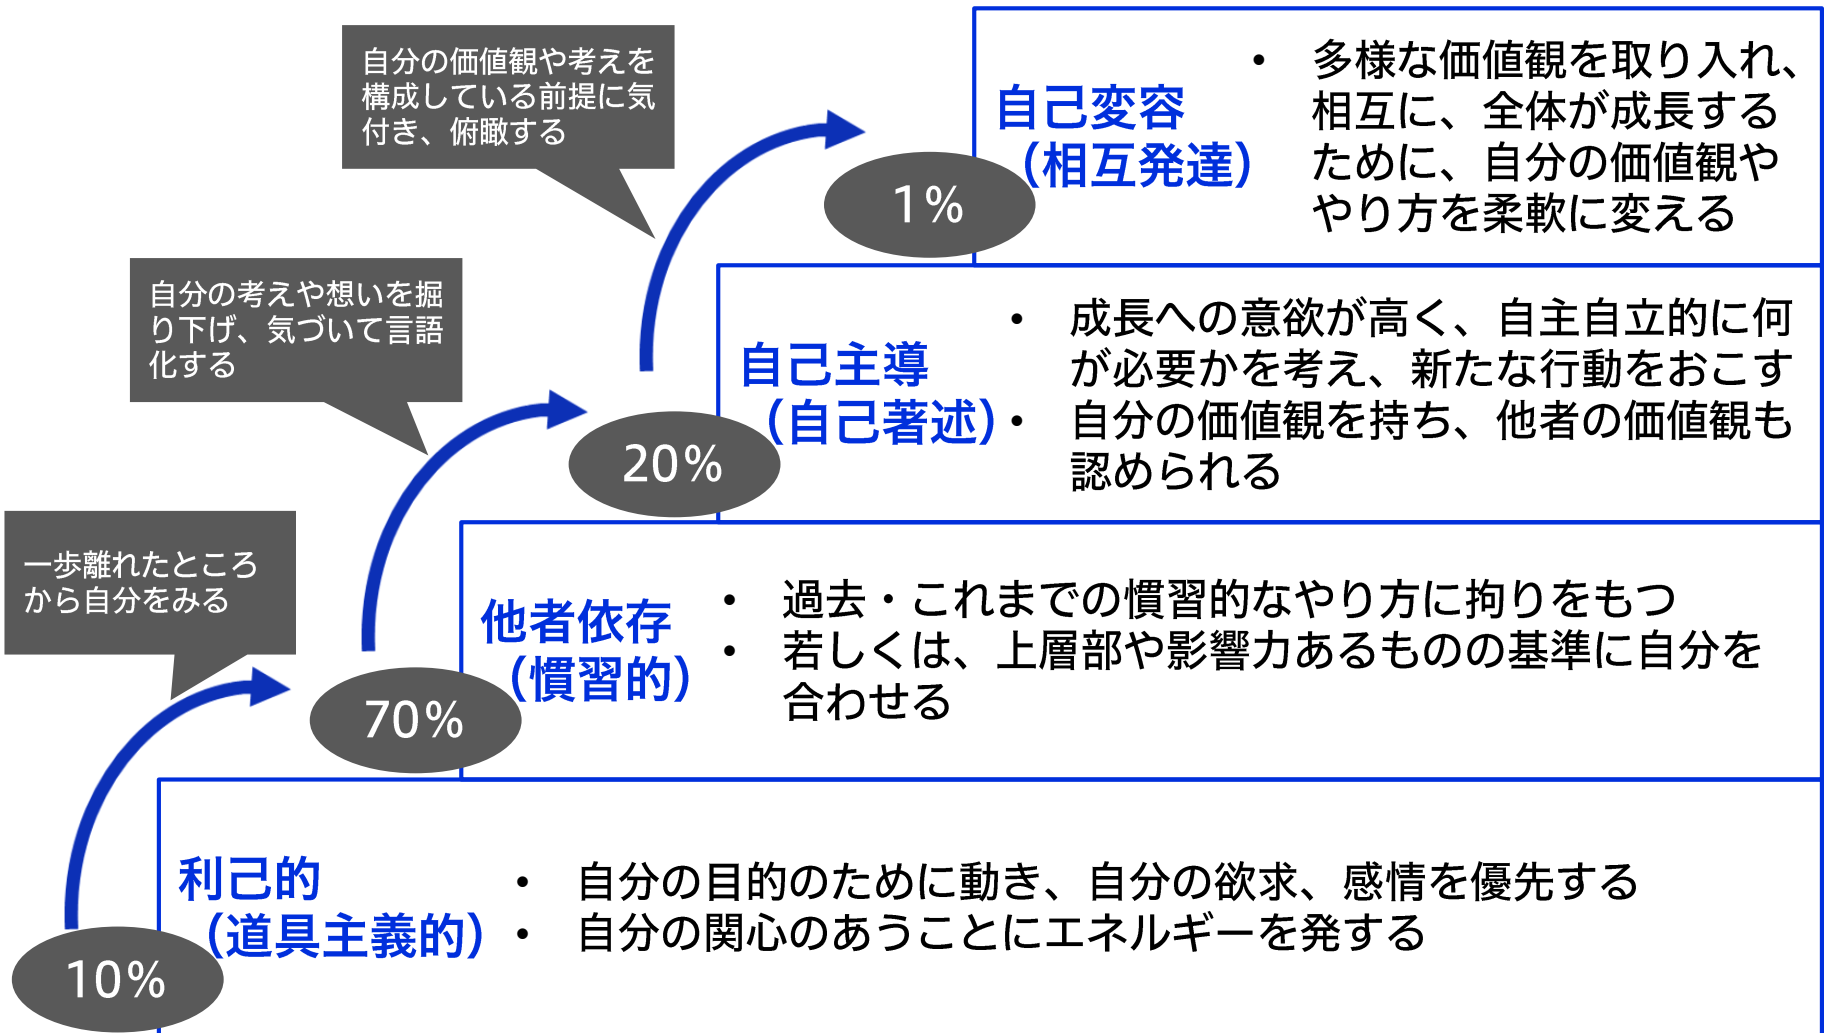 自分の価値観や考えを
構成している前提に気
付き、俯瞰する
自己変容
（相互発達）
1%
• 多様な価値観を取り入れ、
相互に、全体が成長する
ために、自分の価値観や
やり方を柔軟に変える
自分の考えや想いを掘
り下げ、気づいて言語
化する
自己主導
（自己著述）
20%
• 成長への意欲が高く、自主自立的に何
が必要かを考え、新たな行動をおこす
• 自分の価値観を持ち、他者の価値観も
認められる
一歩離れたところ
から自分をみる
他者依存
（慣習的）
70%
• 過去・これまでの慣習的なやり方に拘りをもつ
• 若しくは、上層部や影響力あるものの基準に自分を
合わせる
利己的
（道具主義的）
10%
• 自分の目的のために動き、自分の欲求、感情を優先する
• 自分の関心のあうことにエネルギーを発する